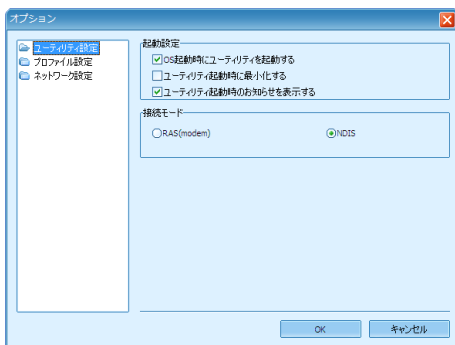 オプション
ユーティリティ設定
プロファイル設定
ネットワーク設定
起動設定
OS起動時にユーティリティを起動する
ユーティリティ起動時に最小化する
ユーティリティ起動時のお知らせを表示する
接続モード
RAS(modem)
NDIS
OK
キャンセル